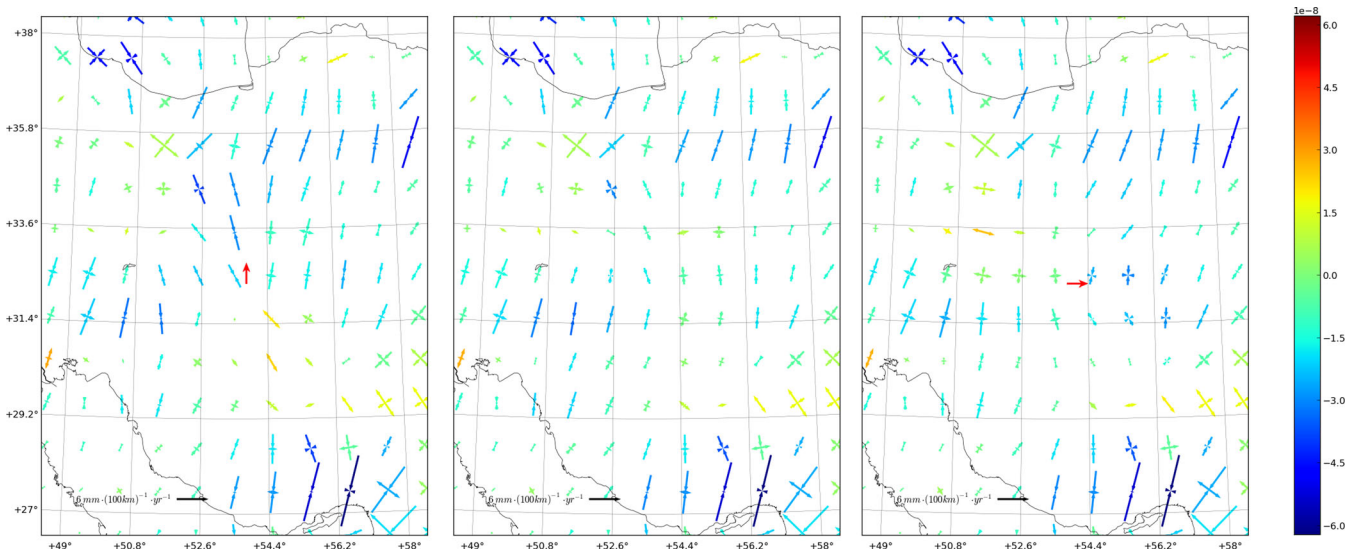 1e−8
+38°
+35.8°
+33.6°
+31.4°
+29.2°
+27°
6 mm·(100km)⁻¹·yr⁻¹
6 mm·(100km)⁻¹·yr⁻¹
6 mm·(100km)⁻¹·yr⁻¹
+49° +50.8° +52.6° +54.4° +56.2° +58°
+49° +50.8° +52.6° +54.4° +56.2° +58°
+49° +50.8° +52.6° +54.4° +56.2° +58°
6.0
4.5
3.0
1.5
0.0
−1.5
−3.0
−4.5
−6.0